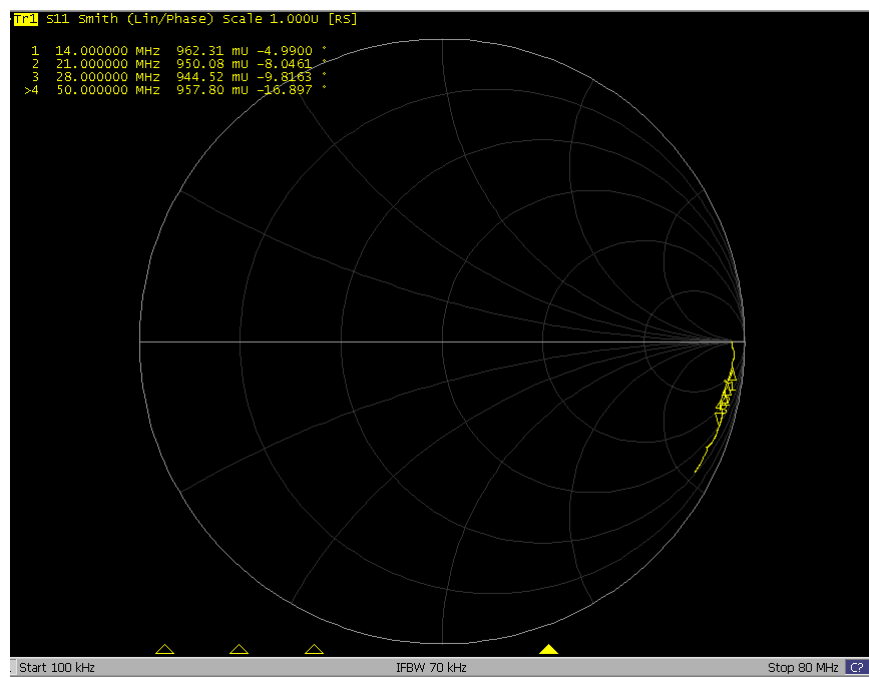 Tr1 S11 Smith (Lin/Phase) Scale 1.000U [RS]
1 14.000000 MHz 962.31 mU -4.9900 °
2 21.000000 MHz 950.08 mU -8.0461 °
3 28.000000 MHz 944.52 mU -9.8163 °
>4 50.000000 MHz 957.80 mU -16.897 °
Start 100 kHz IFBW 70 kHz Stop 80 MHz C?